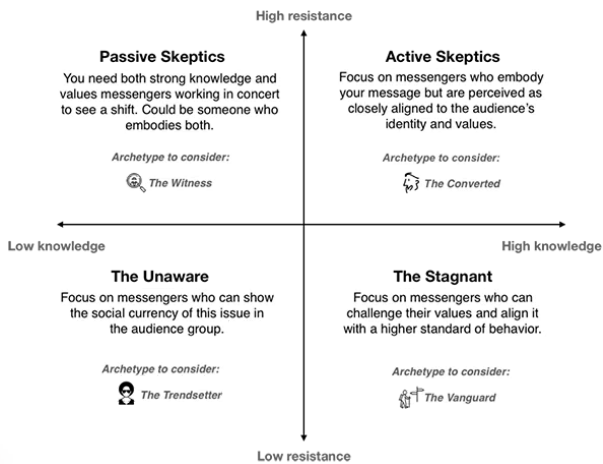 High resistance
Passive Skeptics
You need both strong knowledge and
values messengers working in concert
to see a shift. Could be someone who
embodies both.
Archetype to consider:
The Witness
Active Skeptics
Focus on messengers who embody
your message but are perceived as
closely aligned to the audience's
identity and values.
Archetype to consider:
The Converted
Low knowledge
High knowledge
The Unaware
Focus on messengers who can show
the social currency of this issue in
the audience group.
Archetype to consider:
The Trendsetter
The Stagnant
Focus on messengers who can
challenge their values and align it
with a higher standard of behavior.
Archetype to consider:
The Vanguard
Low resistance